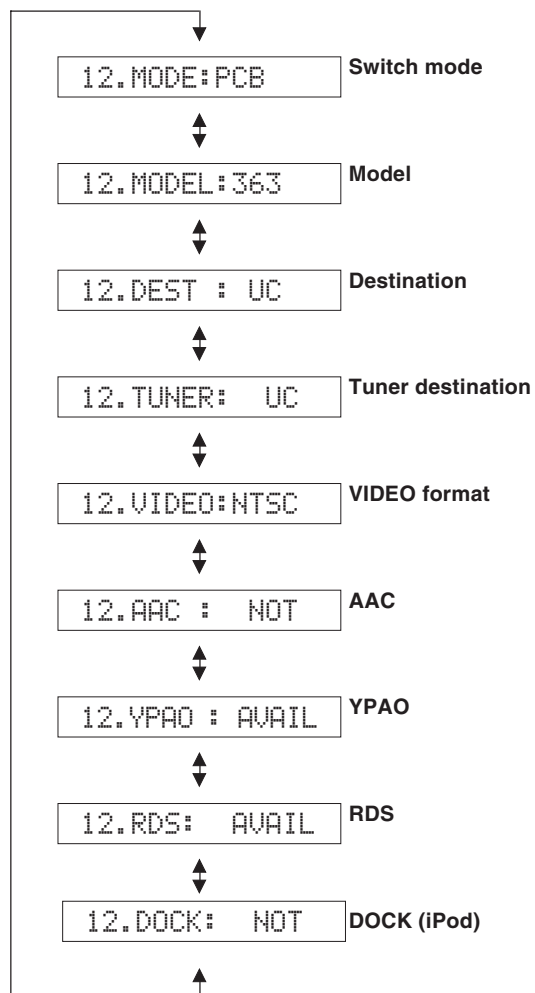 12.MODE:PCB Switch mode
12.MODEL:363 Model
12.DEST : UC Destination
12.TUNER: UC Tuner destination
12.VIDEO:NTSC VIDEO format
12.AAC : NOT AAC
12.YPAO : AVAIL YPAO
12.RDS: AVAIL RDS
12.DOCK: NOT DOCK (iPod)